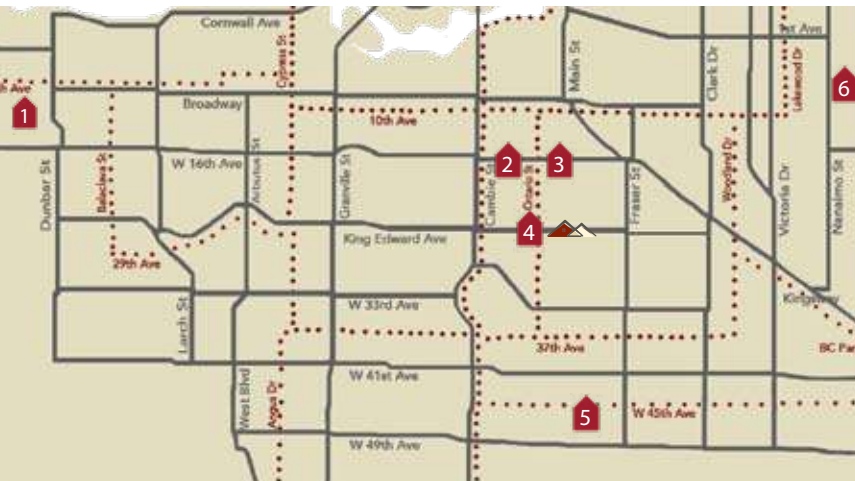 Cornwall Ave
1st Ave
Cypress St
Main St
Clark Dr
Lakewood Dr
6
1
Broadway
10th Ave
W 16th Ave
2
3
Dunbar St
Balaclava St
Arbutus St
Granville St
Cambie St
Ontario St
Fraser St
Woodland Dr
Victoria Dr
Nanaimo St
4
King Edward Ave
29th Ave
Kingsway
W 33rd Ave
Larch St
37th Ave
BC Par
W 41st Ave
West Blvd
Angus Dr
5
W 45th Ave
W 49th Ave